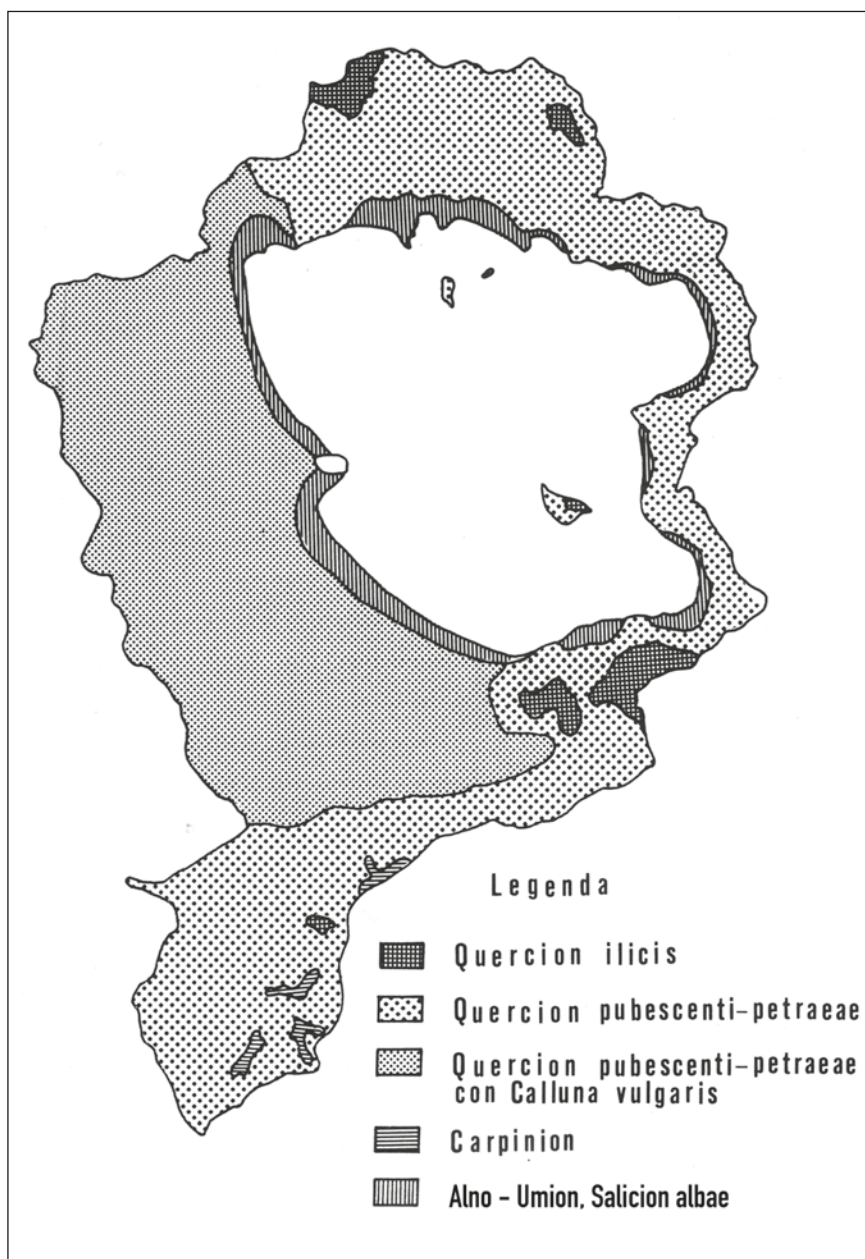 Legenda
Quercion ilicis
Quercion pubescenti-petraeae
Quercion pubescenti-petraeae
con Calluna vulgaris
Carpinion
Alno - Umion, Salicion albae